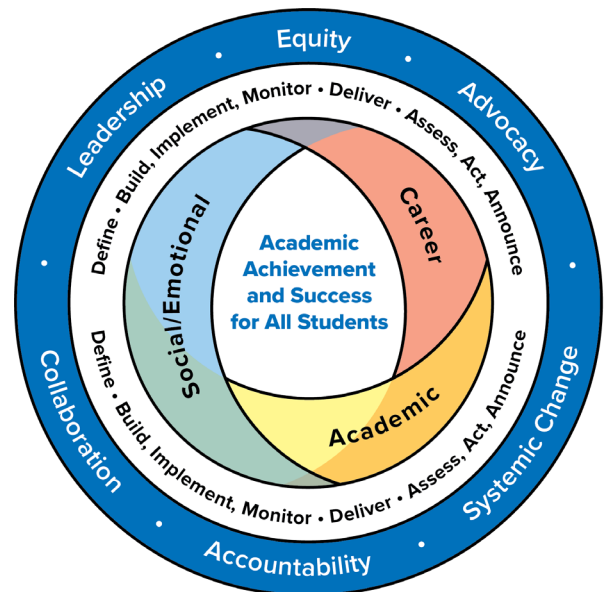 Equity
Leadership
Advocacy
Define • Build, Implement, Monitor • Deliver • Assess, Act, Announce
Social/Emotional
Career
Academic
Achievement
and Success
for All Students
Academic
Define • Build, Implement, Monitor • Deliver • Assess, Act, Announce
Collaboration
Systemic Change
Accountability